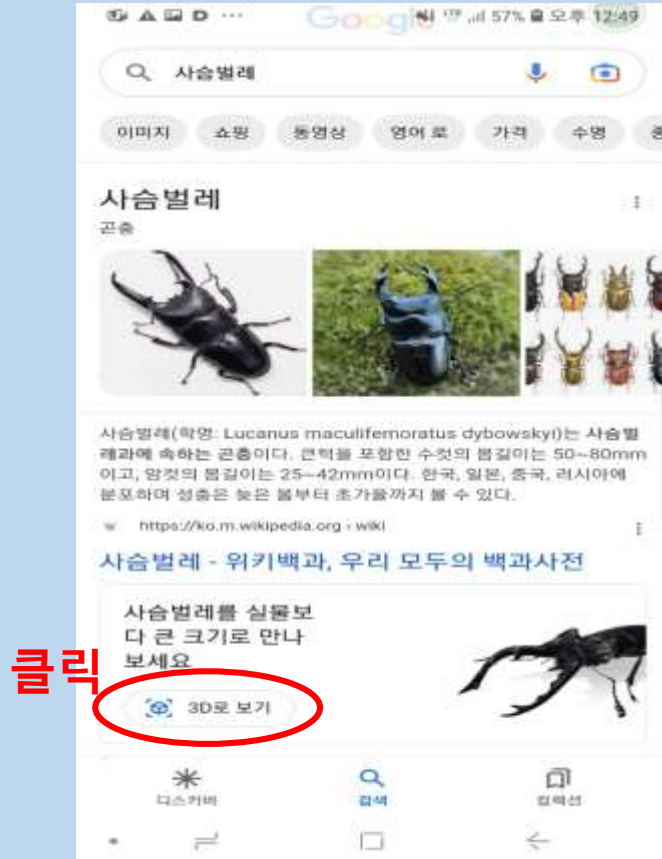 Google 57% 오후 12:49
사슴벌레
이미지 쇼핑 동영상 영어 로 가격 수명
사슴벌레
곤충
사슴벌레(학명: Lucanus maculifemoratus dybowskyi)는 사슴벌
레과에 속하는 곤충이다. 큰턱을 포함한 수컷의 몸길이는 50~80mm
이고, 암컷의 몸길이는 25~42mm이다. 한국, 일본, 중국, 러시아에
분포하며 성충은 늦은 봄부터 초가을까지 볼 수 있다.
W https://ko.m.wikipedia.org › wiki
사슴벌레 - 위키백과, 우리 모두의 백과사전
사슴벌레를 실물보
다 큰 크기로 만나
보세요
클릭
3D로 보기
디스커버 검색 컬렉션